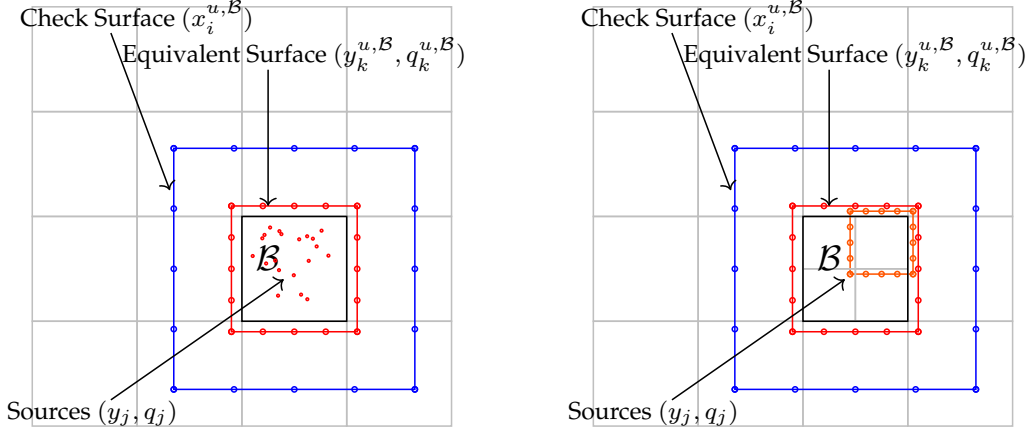 Check Surface $(x_i^{u,\mathcal{B}})$
Equivalent Surface $(y_k^{u,\mathcal{B}}, q_k^{u,\mathcal{B}})$
$\mathcal{B}$
Sources $(y_j, q_j)$
Check Surface $(x_i^{u,\mathcal{B}})$
Equivalent Surface $(y_k^{u,\mathcal{B}}, q_k^{u,\mathcal{B}})$
$\mathcal{B}$
Sources $(y_j, q_j)$